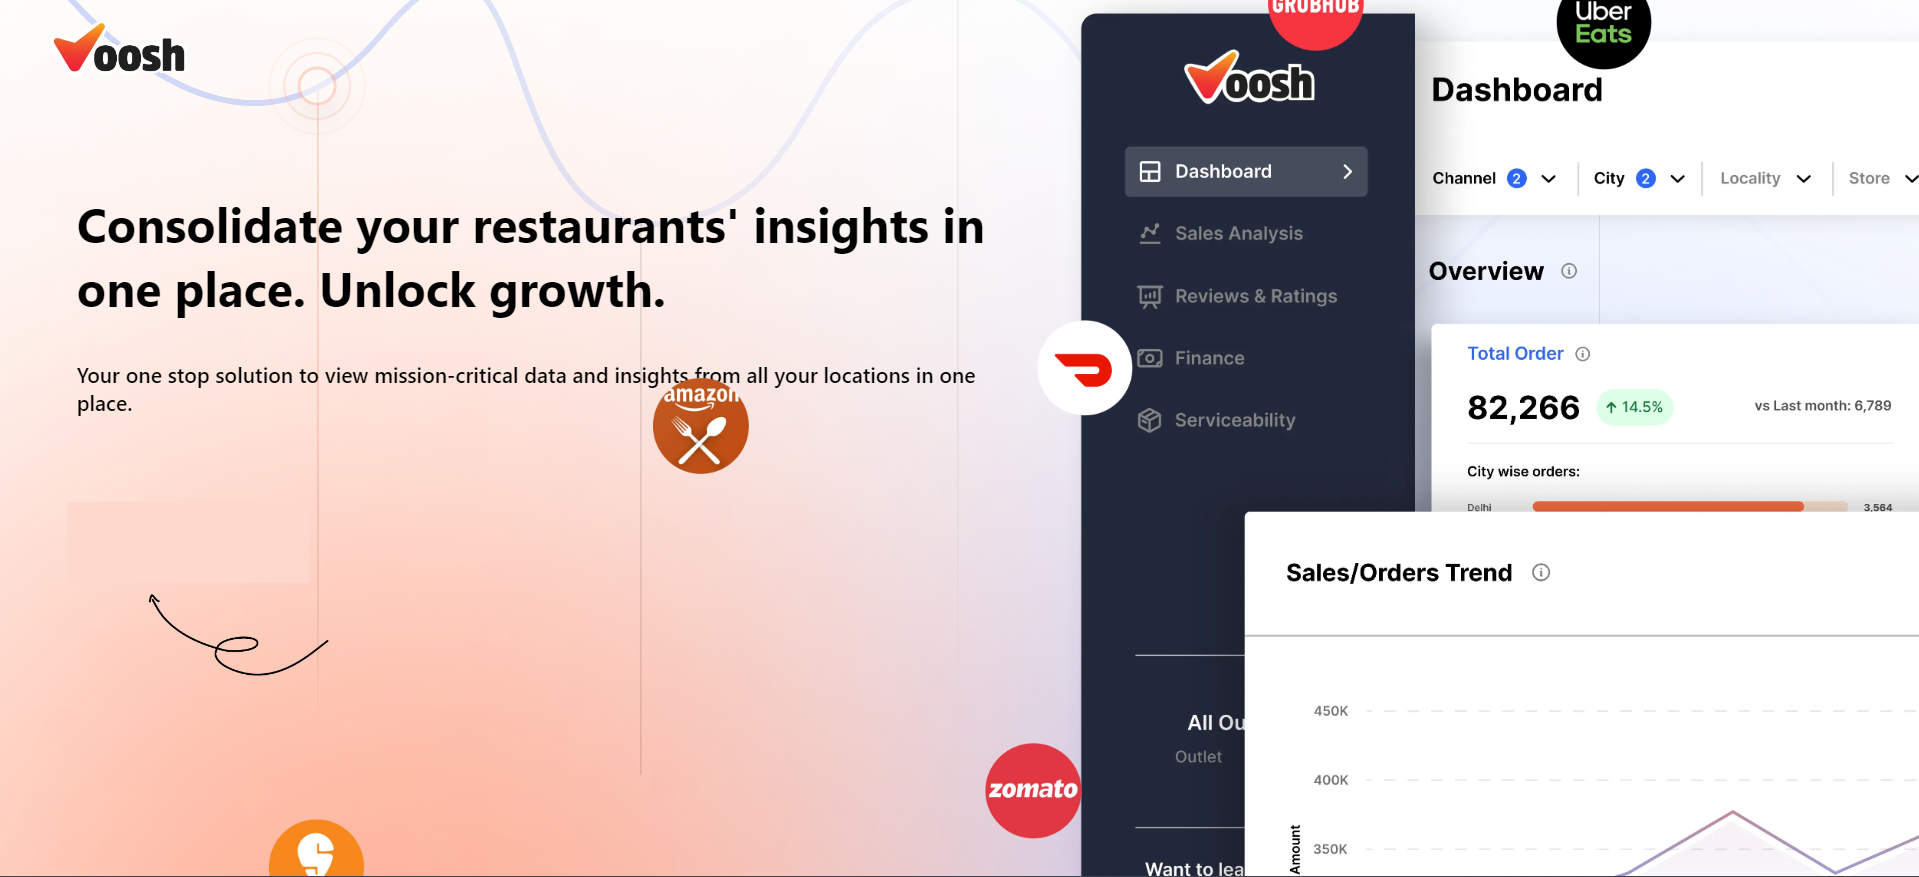 Voosh
Consolidate your restaurants' insights in
one place. Unlock growth.
Your one stop solution to view mission-critical data and insights from all your locations in one
place.
amazon
zomato
GRUBHUB
Uber
Eats
Voosh
Dashboard
Sales Analysis
Reviews & Ratings
Finance
Serviceability
All Ou
Outlet
Want to lea
Dashboard
Channel 2 City 2 Locality Store
Overview
Total Order
82,266 14.5% vs Last month: 6,789
City wise orders:
Delhi 3,564
Sales/Orders Trend
450K
400K
350K
Amount